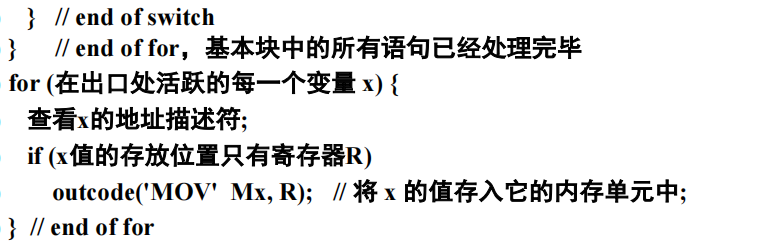 } // end of switch
} // end of for，基本块中的所有语句已经处理完毕
for (在出口处活跃的每一个变量 x) {
查看x的地址描述符;
if (x值的存放位置只有寄存器R)
outcode('MOV' Mx, R); // 将 x 的值存入它的内存单元中;
} // end of for